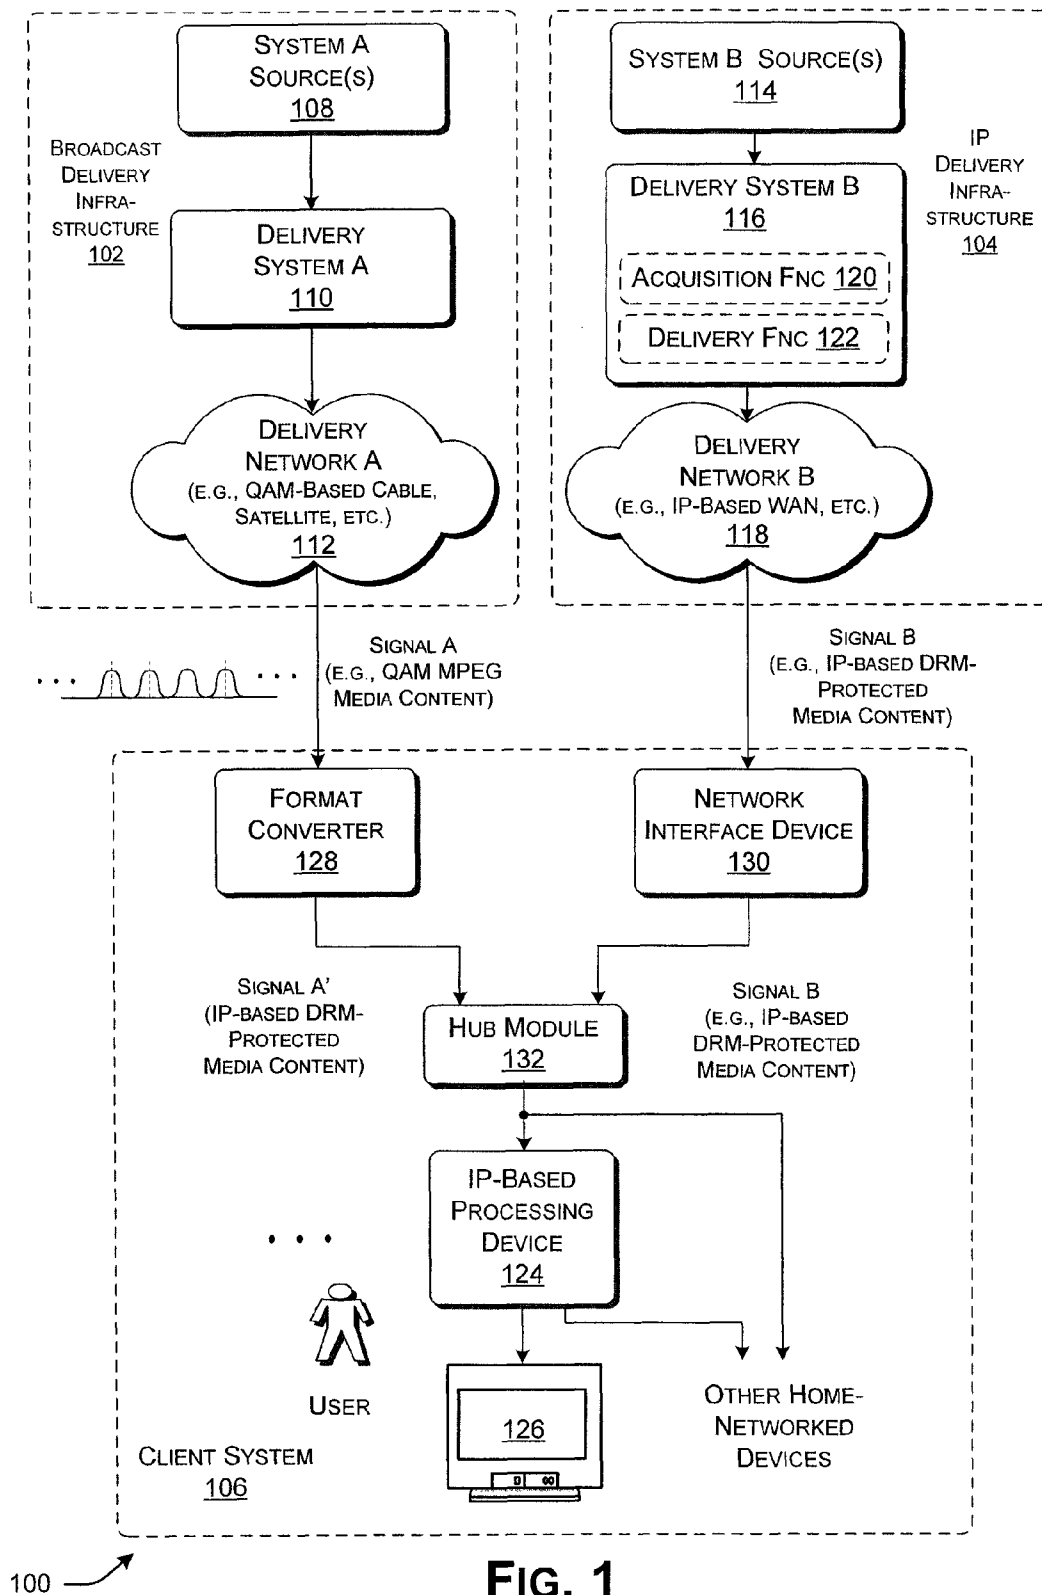 SYSTEM A
SOURCE(S)
108
BROADCAST
DELIVERY
INFRA-
STRUCTURE
102
DELIVERY
SYSTEM A
110
DELIVERY
NETWORK A
(E.G., QAM-BASED CABLE,
SATELLITE, ETC.)
112
SYSTEM B SOURCE(S)
114
IP
DELIVERY
INFRA-
STRUCTURE
104
DELIVERY SYSTEM B
116
ACQUISITION FNC 120
DELIVERY FNC 122
DELIVERY
NETWORK B
(E.G., IP-BASED WAN, ETC.)
118
SIGNAL A
(E.G., QAM MPEG
MEDIA CONTENT)
SIGNAL B
(E.G., IP-BASED DRM-
PROTECTED
MEDIA CONTENT)
FORMAT
CONVERTER
128
NETWORK
INTERFACE DEVICE
130
SIGNAL A'
(IP-BASED DRM-
PROTECTED
MEDIA CONTENT)
HUB MODULE
132
SIGNAL B
(E.G., IP-BASED
DRM-PROTECTED
MEDIA CONTENT)
IP-BASED
PROCESSING
DEVICE
124
USER
126
OTHER HOME-
NETWORKED
DEVICES
CLIENT SYSTEM
106
100
FIG. 1